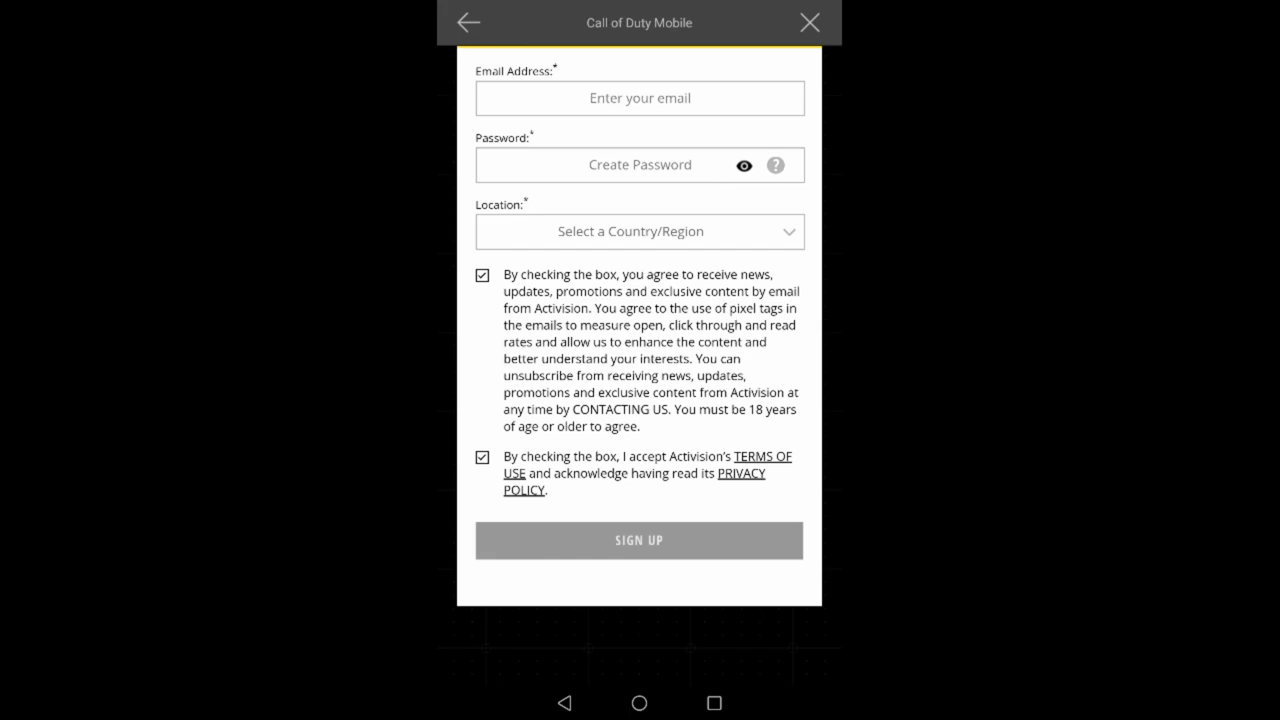 Call of Duty Mobile
Email Address:*
Enter your email
Password:*
Create Password
?
Location:*
Select a Country/Region
By checking the box, you agree to receive news,
updates, promotions and exclusive content by email
from Activision. You agree to the use of pixel tags in
the emails to measure open, click through and read
rates and allow us to enhance the content and
better understand your interests. You can
unsubscribe from receiving news, updates,
promotions and exclusive content from Activision at
any time by CONTACTING US. You must be 18 years
of age or older to agree.
By checking the box, I accept Activision's TERMS OF
USE and acknowledge having read its PRIVACY
POLICY.
SIGN UP